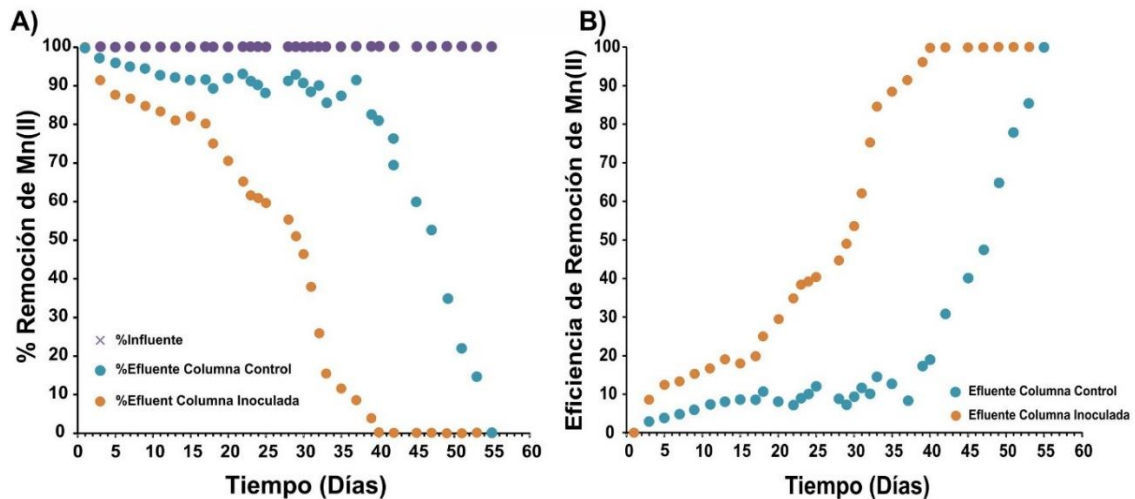 A)
% Remoción de Mn(II)
100
90
80
70
60
50
40
30
20
10
0
%Influente
%Efluente Columna Control
%Efluent Columna Inoculada
0 5 10 15 20 25 30 35 40 45 50 55 60
Tiempo (Días)
B)
Eficiencia de Remoción de Mn(II)
100
90
80
70
60
50
40
30
20
10
0
Efluente Columna Control
Efluente Columna Inoculada
0 5 10 15 20 25 30 35 40 45 50 55 60
Tiempo (Días)